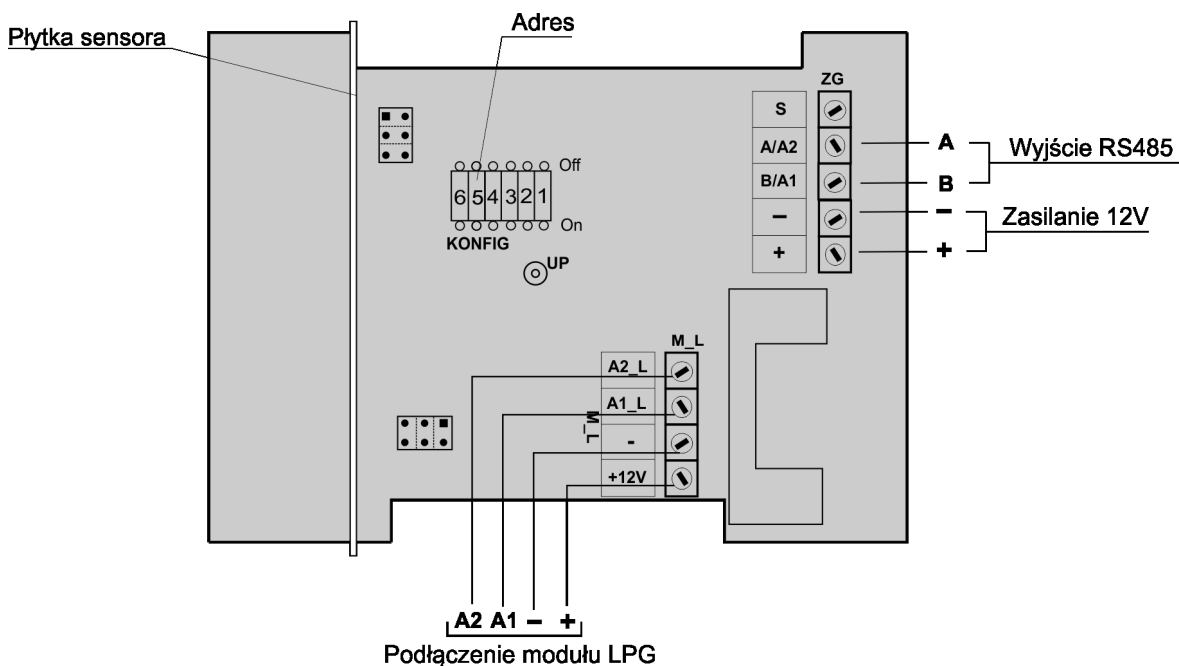 Adres
Płytka sensora
ZG
S
A/A2
A
Wyjście RS485
B/A1
B
−
−
Zasilanie 12V
+
+
Off
6 5 4 3 2 1
On
KONFIG
UP
M_L
A2_L
A1_L
M_L
-
+12V
A2 A1 − +
Podłączenie modułu LPG